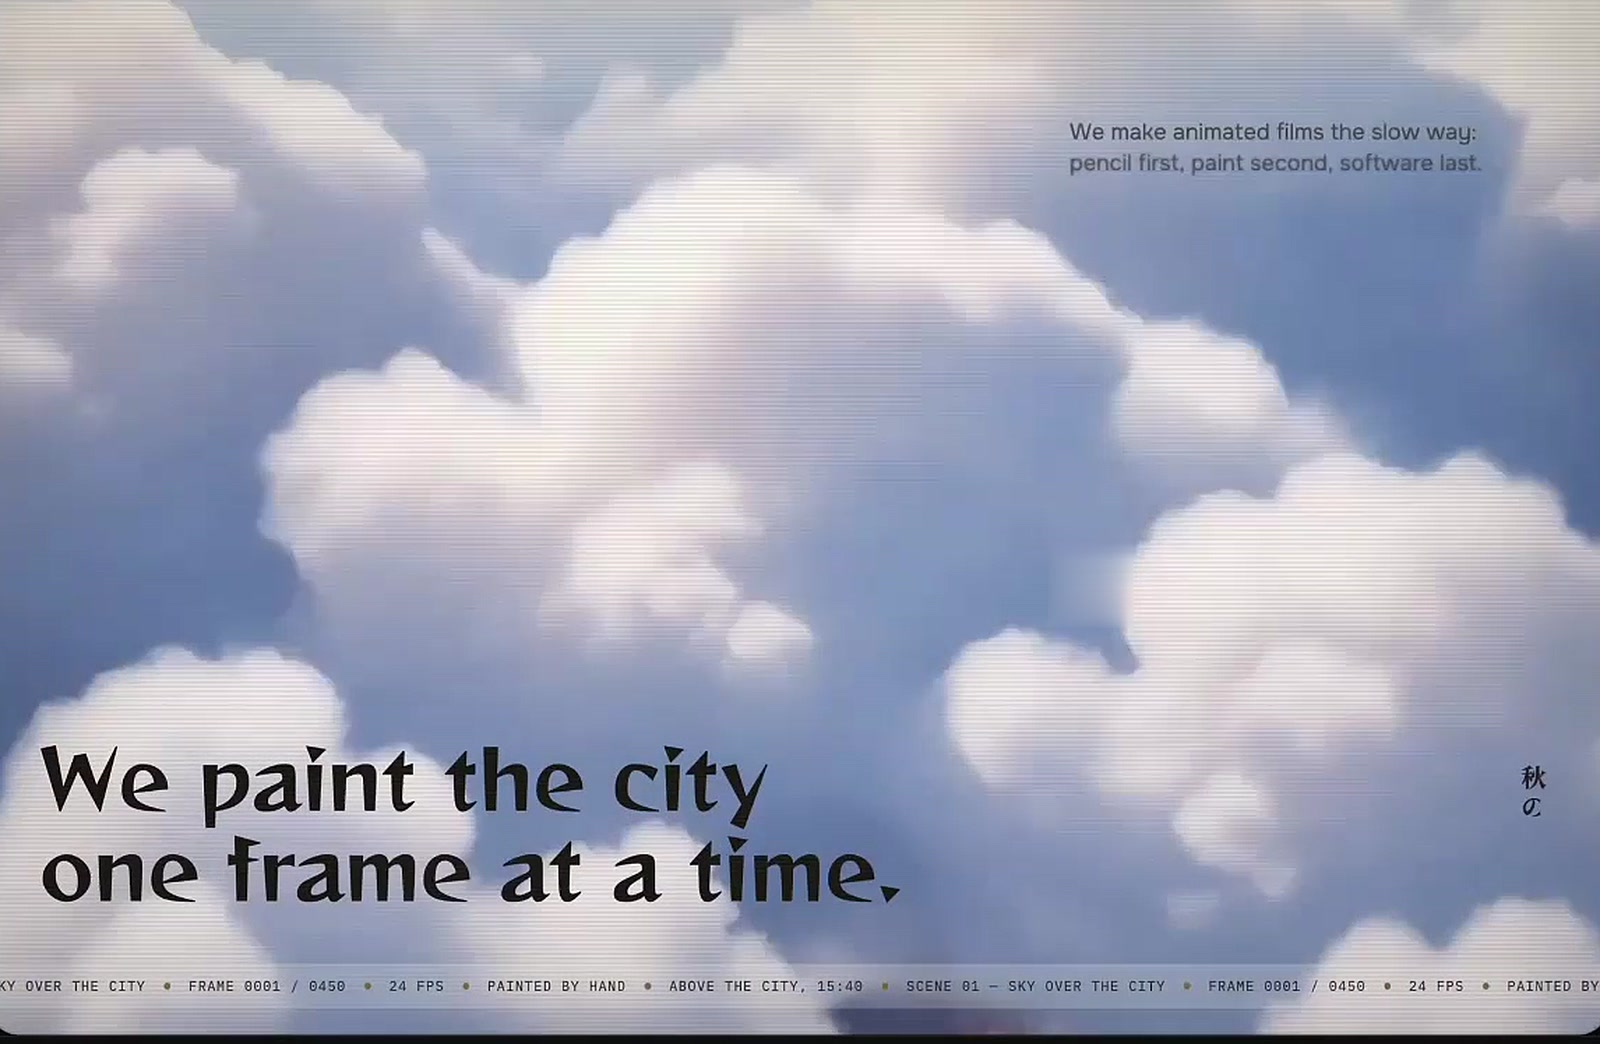 We make animated films the slow way:
pencil first, paint second, software last.
We paint the city
one frame at a time.
秋の
OVER THE CITY • FRAME 0001 / 0450 • 24 FPS • PAINTED BY HAND • ABOVE THE CITY, 15:40 • SCENE 01 — SKY OVER THE CITY • FRAME 0001 / 0450 • 24 FPS • PAINTED BY